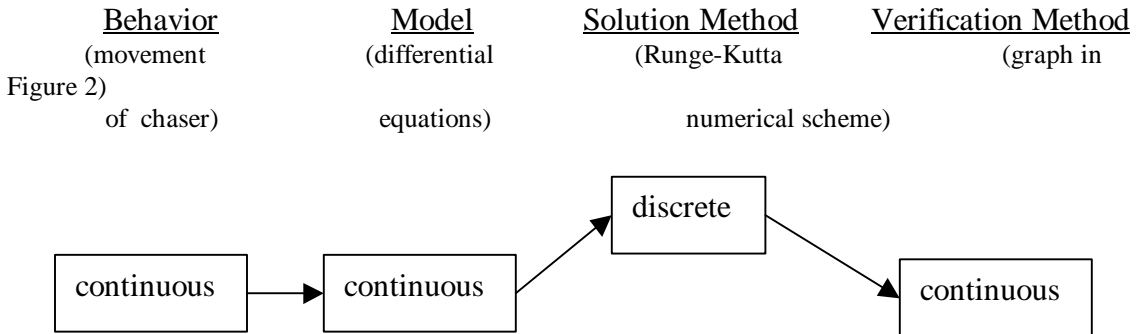 Behavior Model Solution Method Verification Method
(movement (differential (Runge-Kutta (graph in
Figure 2)
of chaser) equations) numerical scheme)
discrete
continuous continuous continuous